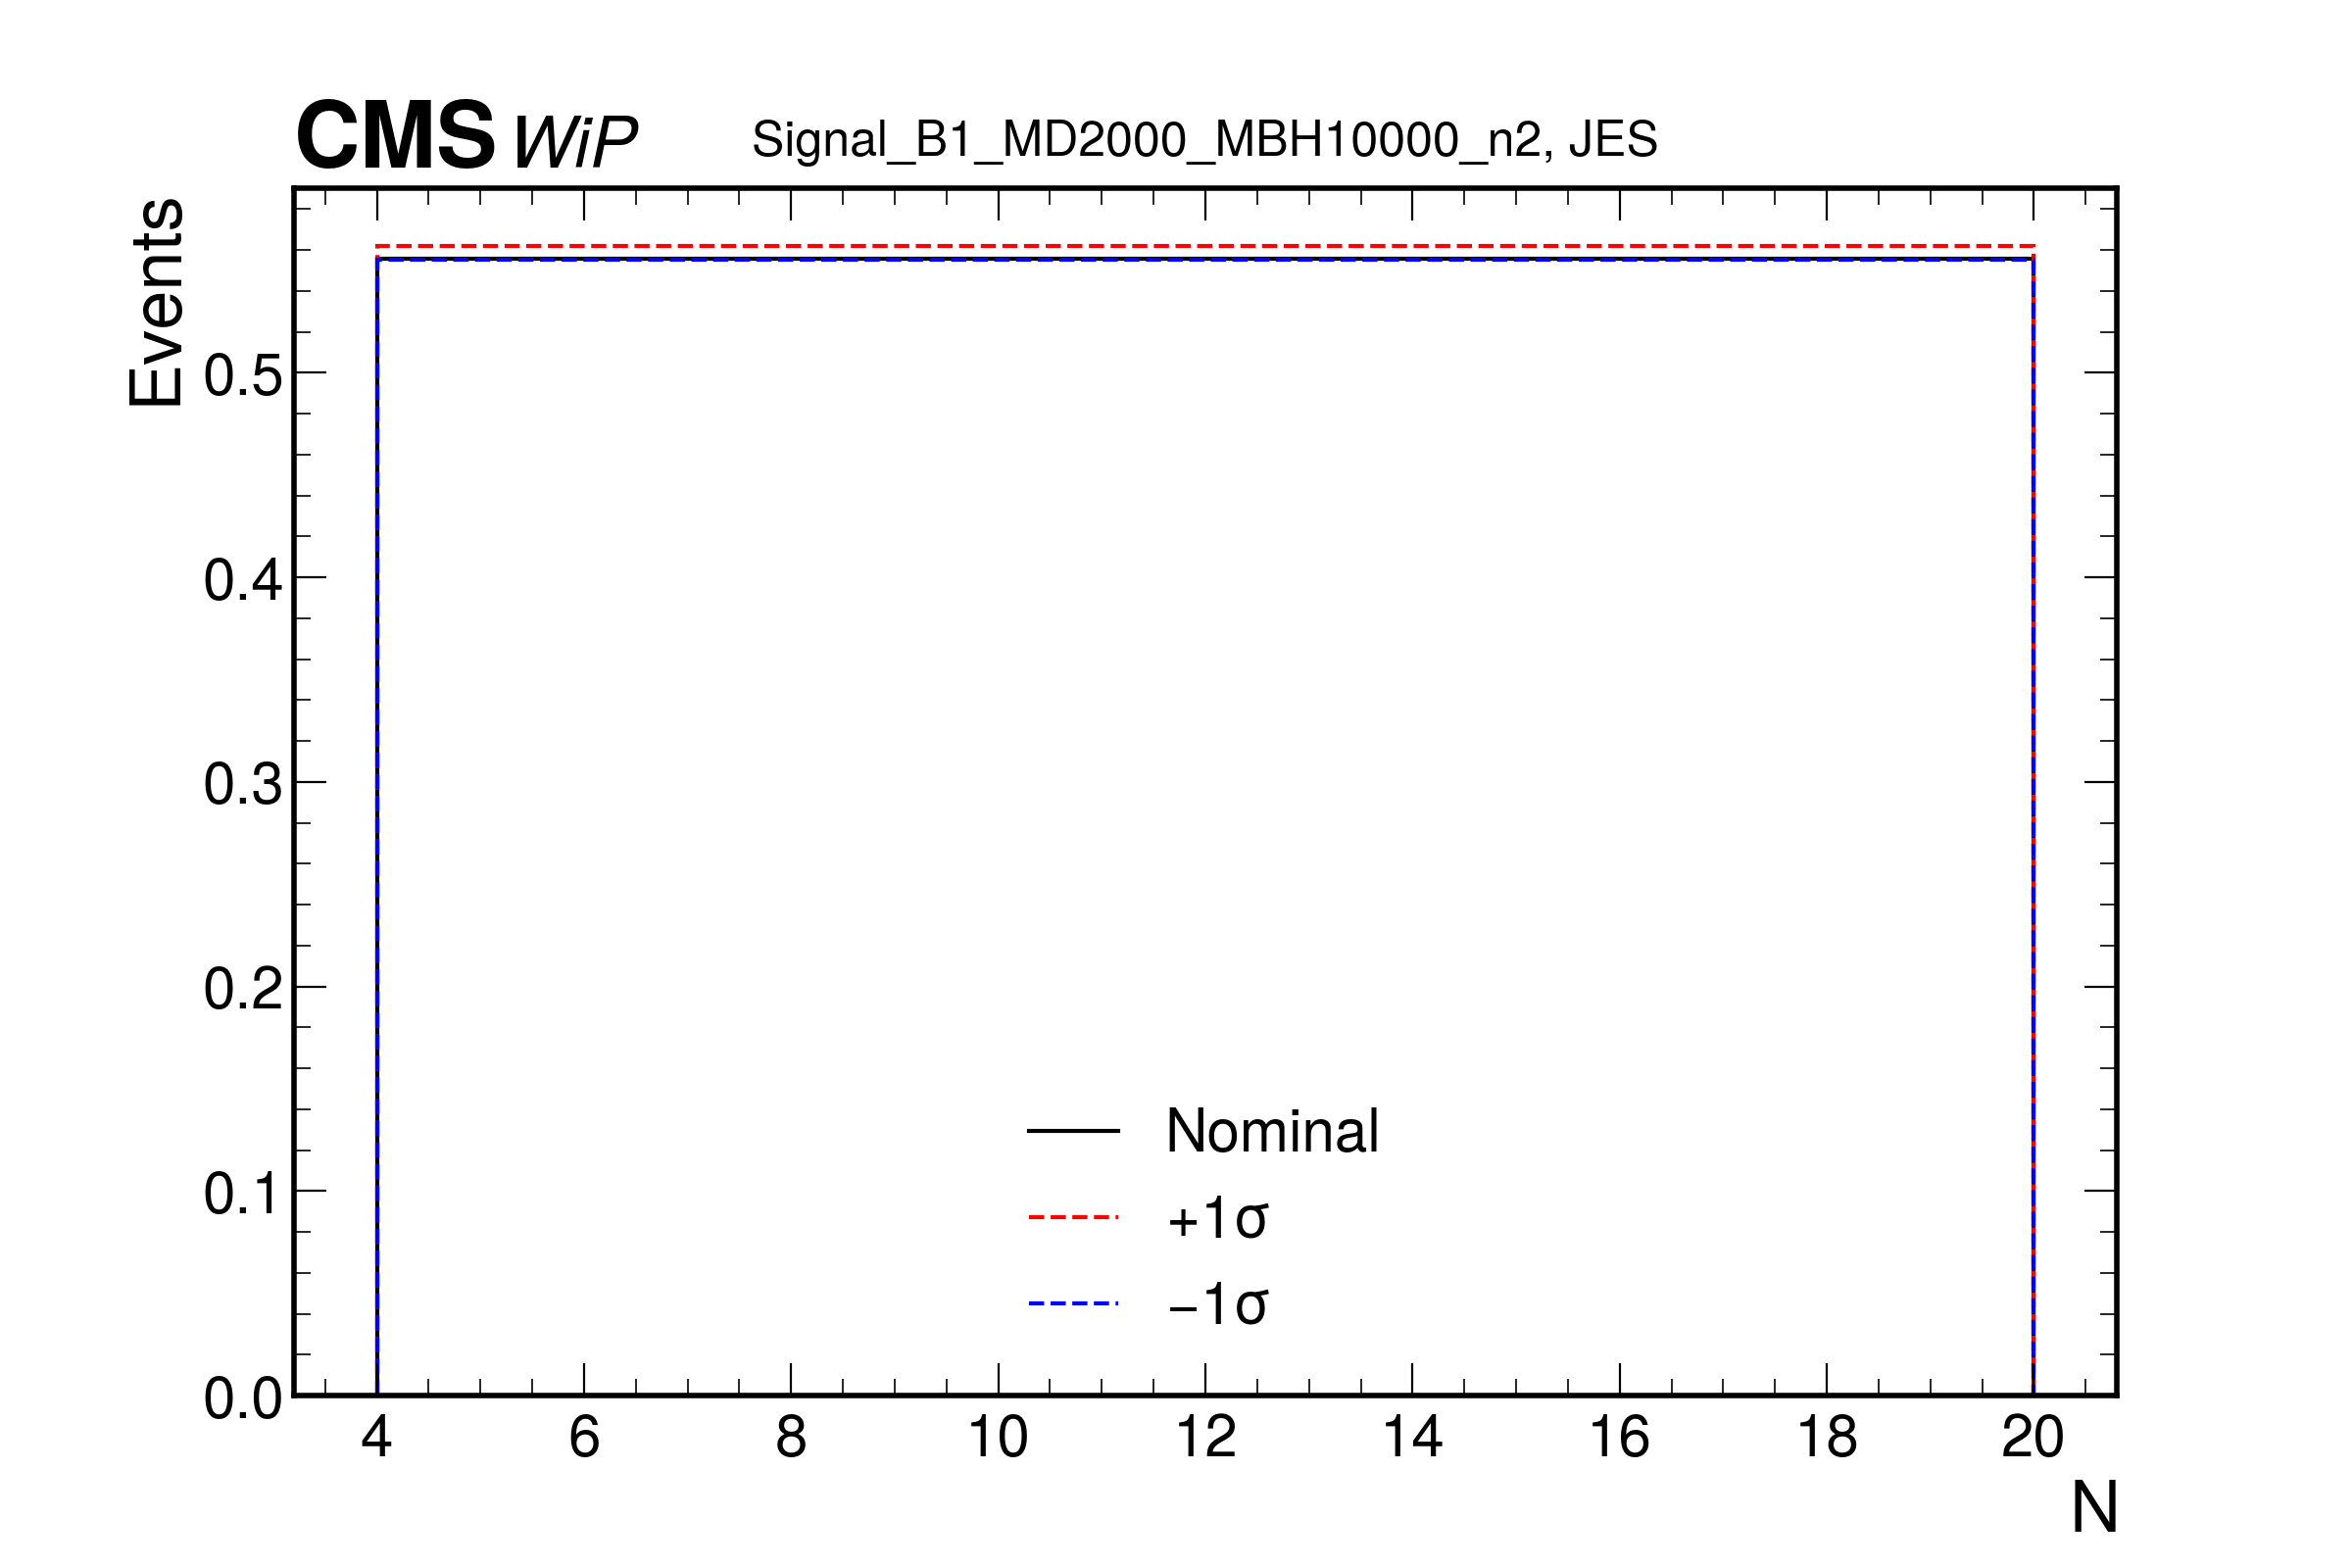 CMS WiP Signal_B1_MD2000_MBH10000_n2, JES
Events
0.5
0.4
0.3
0.2
0.1
0.0
Nominal
+1σ
−1σ
4 6 8 10 12 14 16 18 20
N